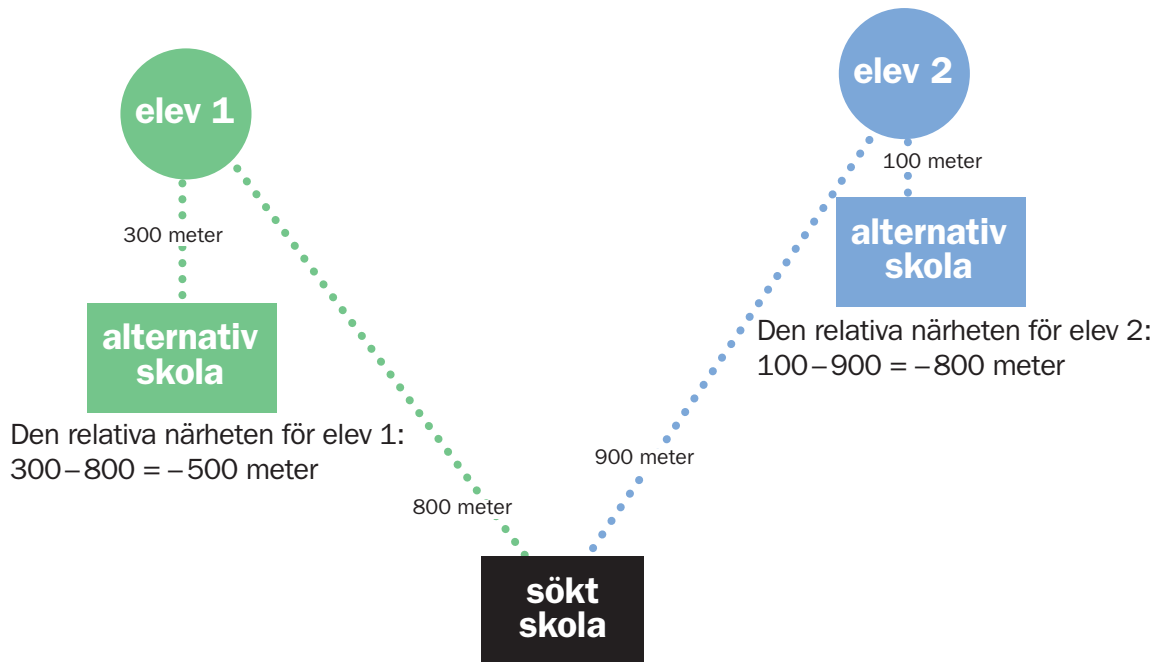 elev 1
300 meter
alternativ
skola
Den relativa närheten för elev 1:
300–800 = –500 meter
800 meter
elev 2
100 meter
alternativ
skola
Den relativa närheten för elev 2:
100–900 = –800 meter
900 meter
sökt
skola